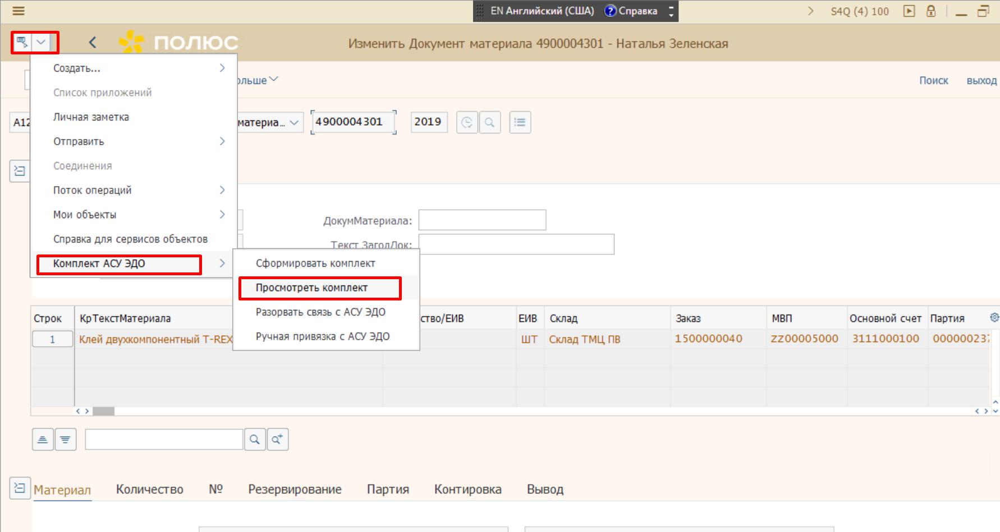 EN Английский (США) Справка
S4Q (4) 100
ПОЛЮС
Изменить Документ материала 4900004301 - Наталья Зеленская
Создать...
Список приложений
Личная заметка
Отправить
Соединения
Поток операций
Мои объекты
Справка для сервисов объектов
Комплект АСУ ЭДО
Сформировать комплект
Просмотреть комплект
Разорвать связь с АСУ ЭДО
Ручная привязка с АСУ ЭДО
ольше
Поиск выход
А12 материа... 4900004301 2019
ДокумМатериала:
Текст ЗаголДок:
Строк КрТекстМатериала ство/ЕИВ ЕИВ Склад Заказ МВП Основной счет Партия
1 Клей двухкомпонентный T-REX ШТ Склад ТМЦ ПВ 1500000040 ZZ00005000 3111000100 000000237
Материал Количество № Резервирование Партия Контировка Вывод